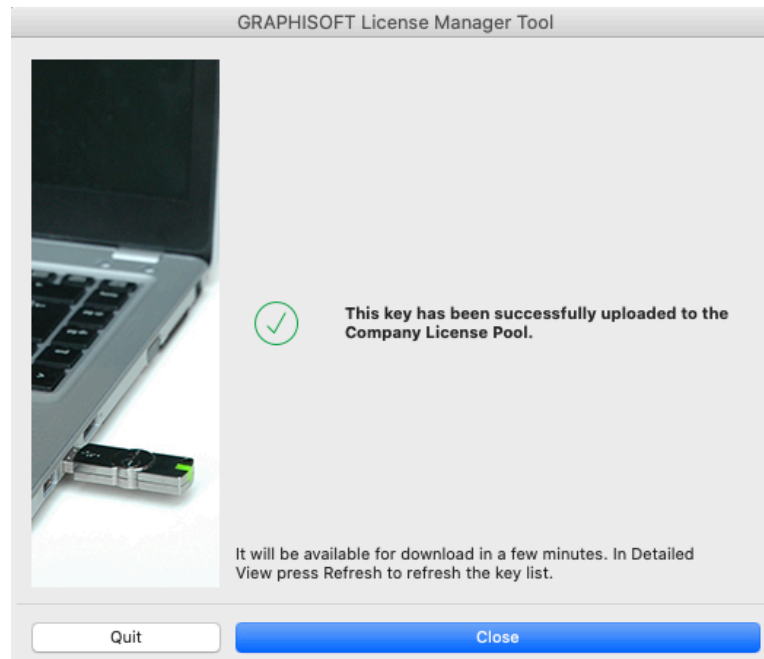 GRAPHISOFT License Manager Tool
This key has been successfully uploaded to the
Company License Pool.
It will be available for download in a few minutes. In Detailed
View press Refresh to refresh the key list.
Quit
Close